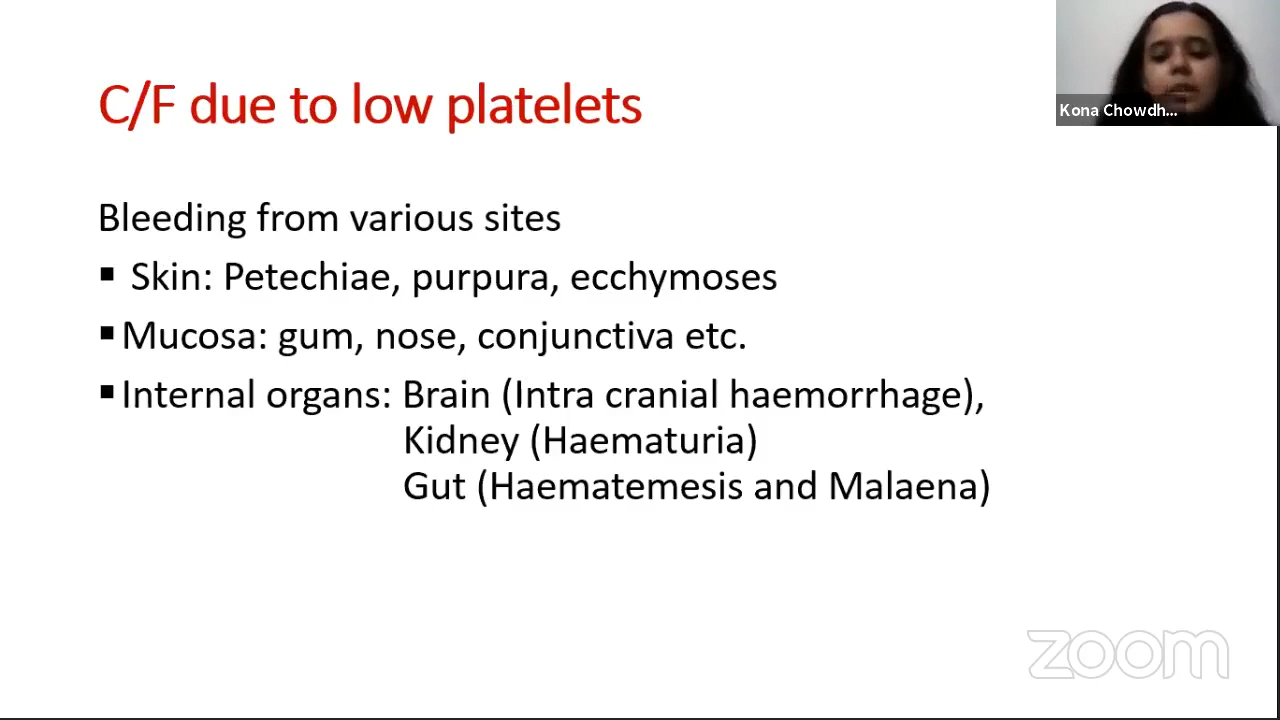 C/F due to low platelets
Kona Chowdh...
Bleeding from various sites
▪ Skin: Petechiae, purpura, ecchymoses
▪ Mucosa: gum, nose, conjunctiva etc.
▪ Internal organs: Brain (Intra cranial haemorrhage),
Kidney (Haematuria)
Gut (Haematemesis and Malaena)
zoom